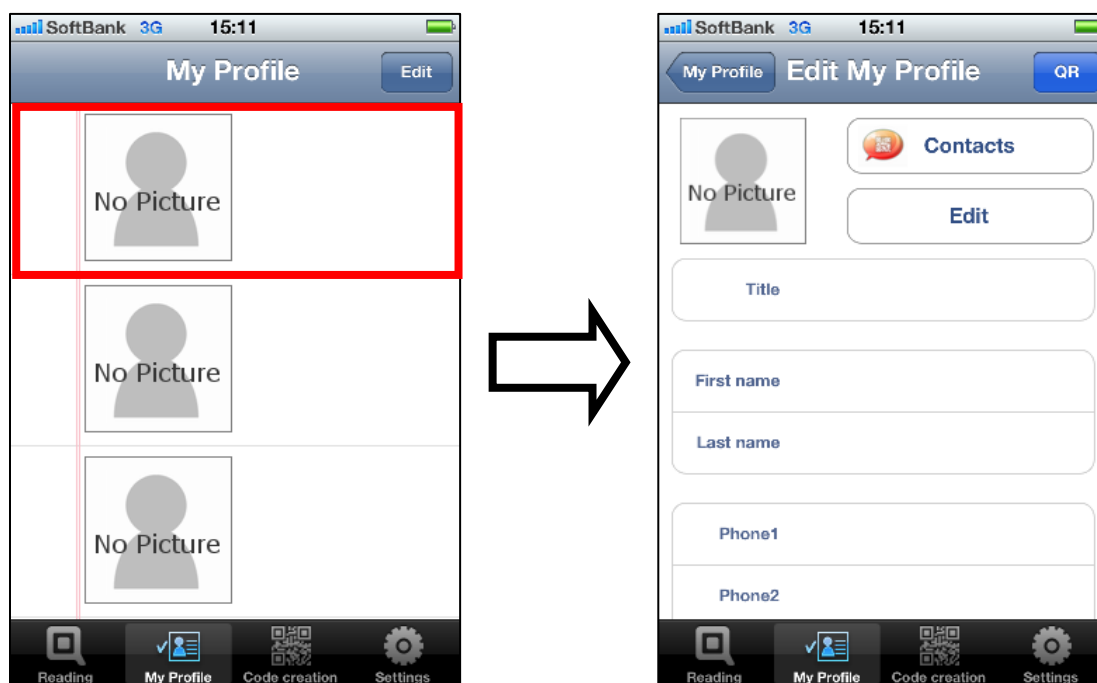 SoftBank 3G 15:11
My Profile Edit
No Picture
No Picture
No Picture
Reading My Profile Code creation Settings
SoftBank 3G 15:11
My Profile Edit My Profile QR
No Picture
Contacts
Edit
Title
First name
Last name
Phone1
Phone2
Reading My Profile Code creation Settings